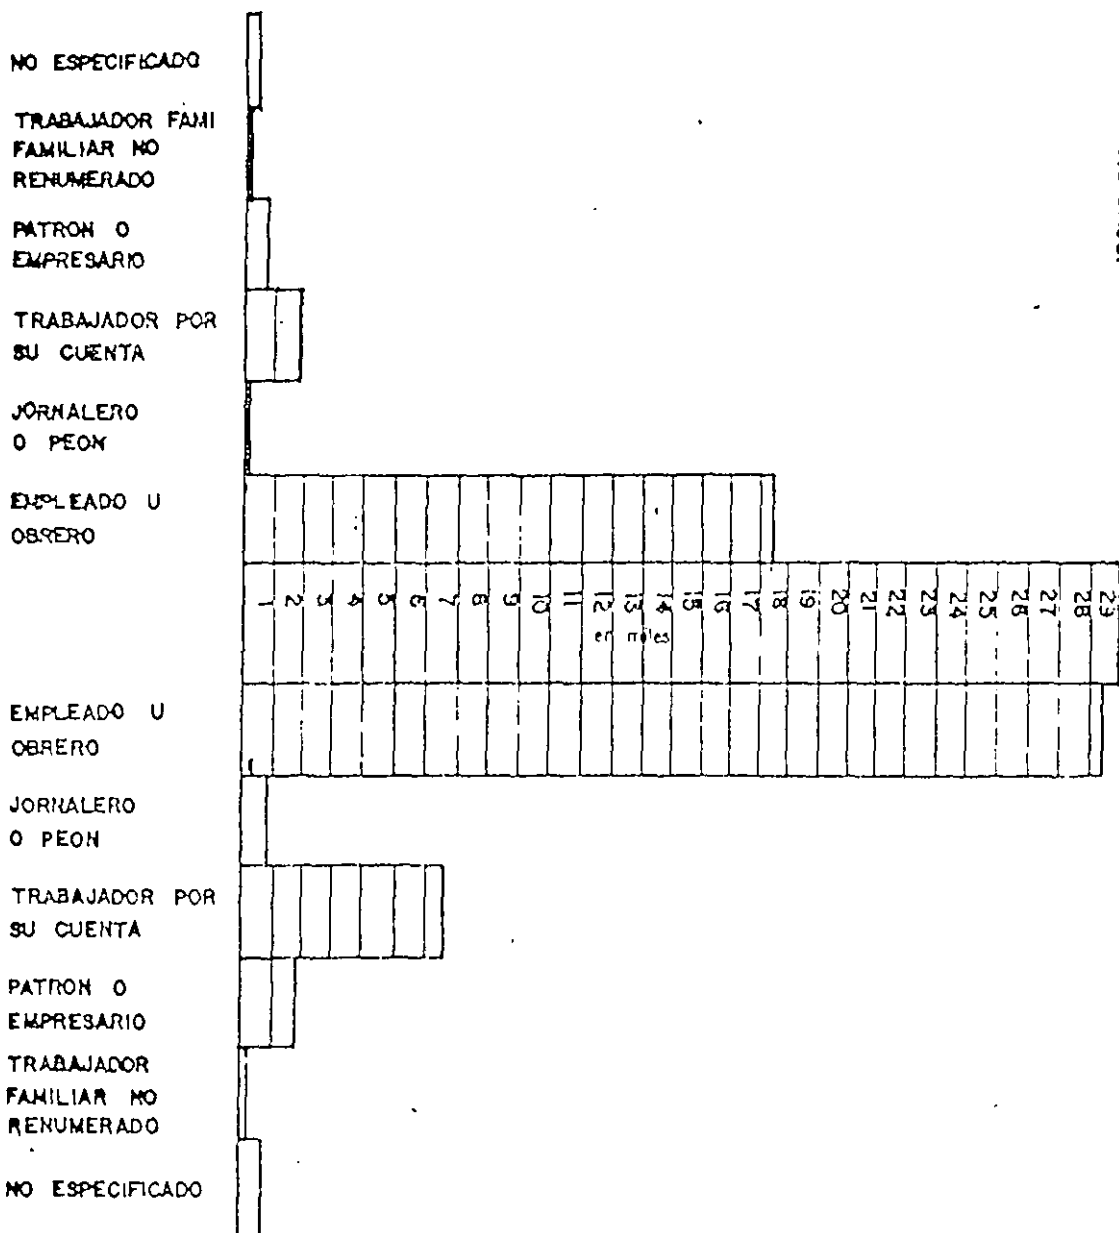 NO ESPECIFICADO
TRABAJADOR FAMI
FAMILIAR NO
RENUMERADO
PATRON O
EMPRESARIO
TRABAJADOR POR
SU CUENTA
JORNALERO
O PEON
EMPLEADO U
OBRERO
1 2 3 4 5 6 7 8 9 10 11 12 13 14 15 16 17 18 19 20 21 22 23 24 25 26 27 28 29
en miles
EMPLEADO U
OBRERO
JORNALERO
O PEON
TRABAJADOR POR
SU CUENTA
PATRON O
EMPRESARIO
TRABAJADOR
FAMILIAR NO
RENUMERADO
NO ESPECIFICADO